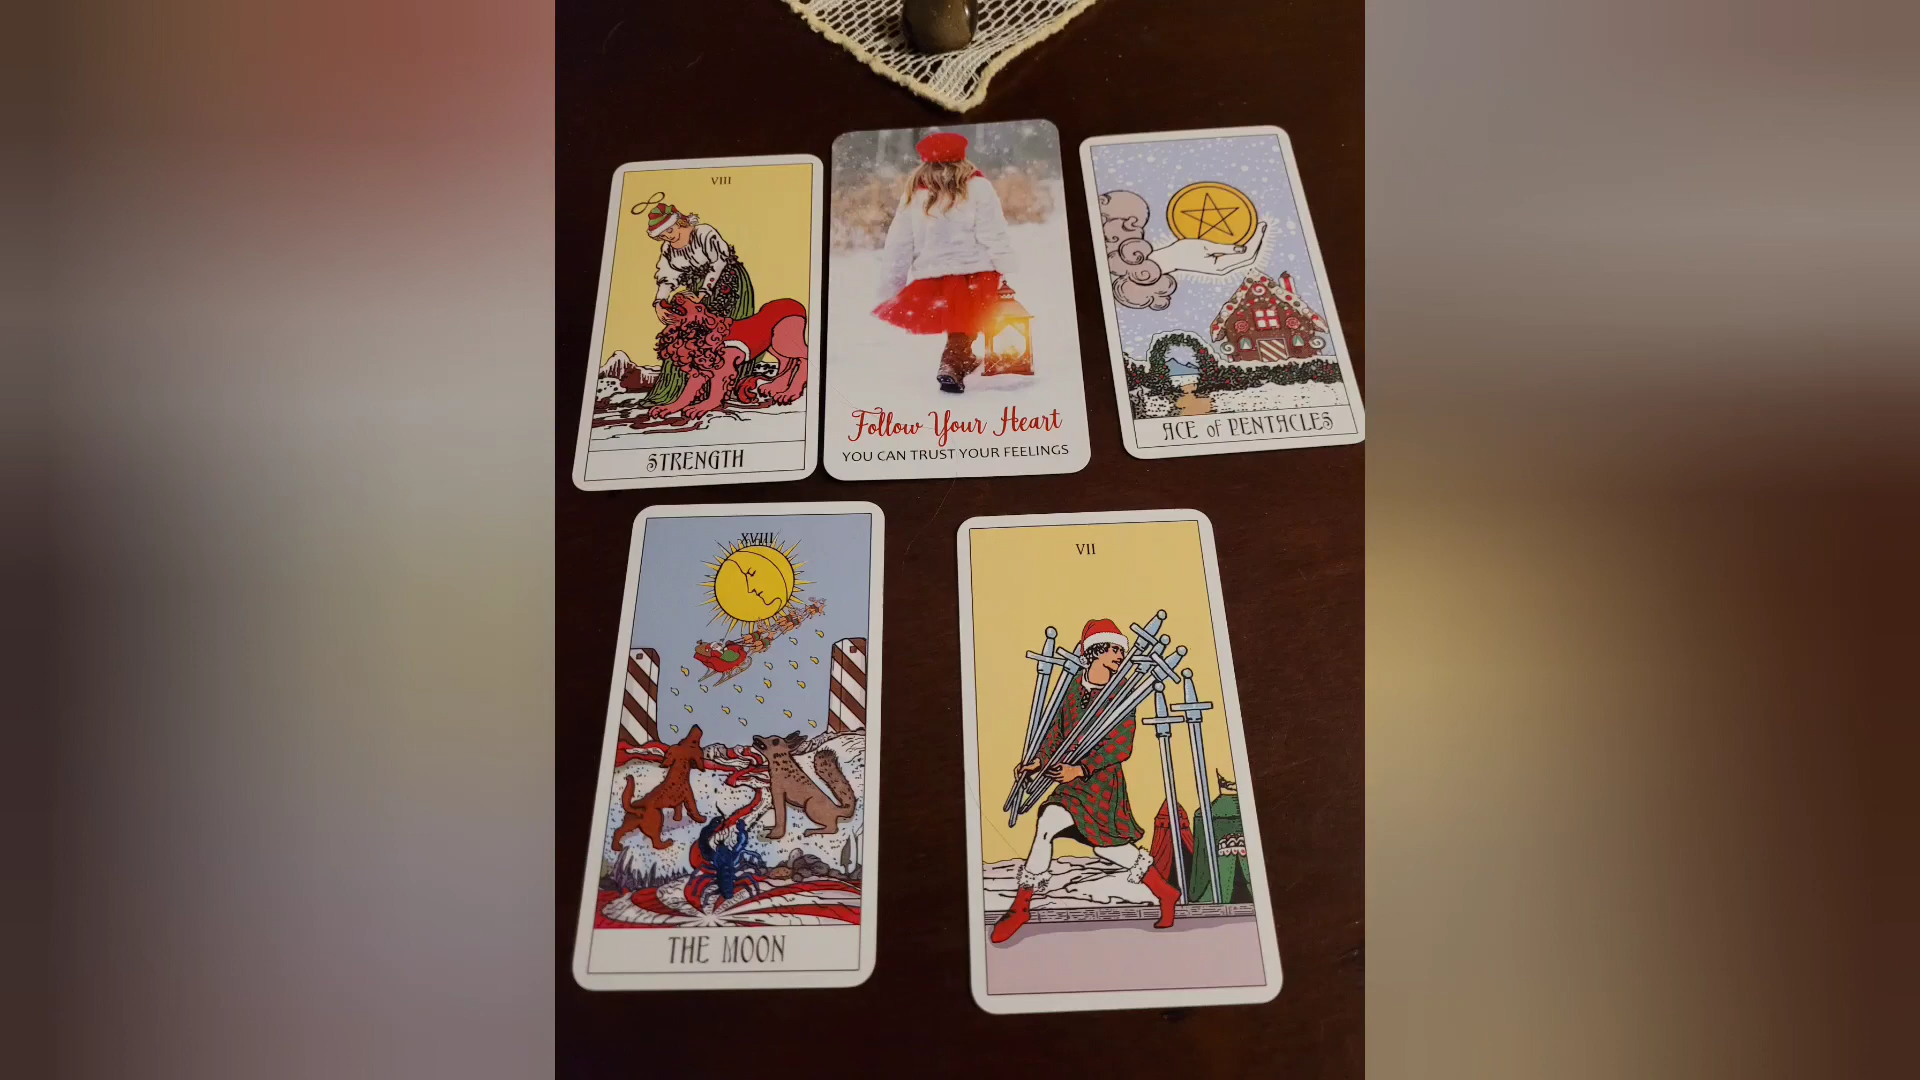 VIII
STRENGTH
Follow Your Heart
YOU CAN TRUST YOUR FEELINGS
ACE of PENTACLES
XVIII
THE MOON
VII